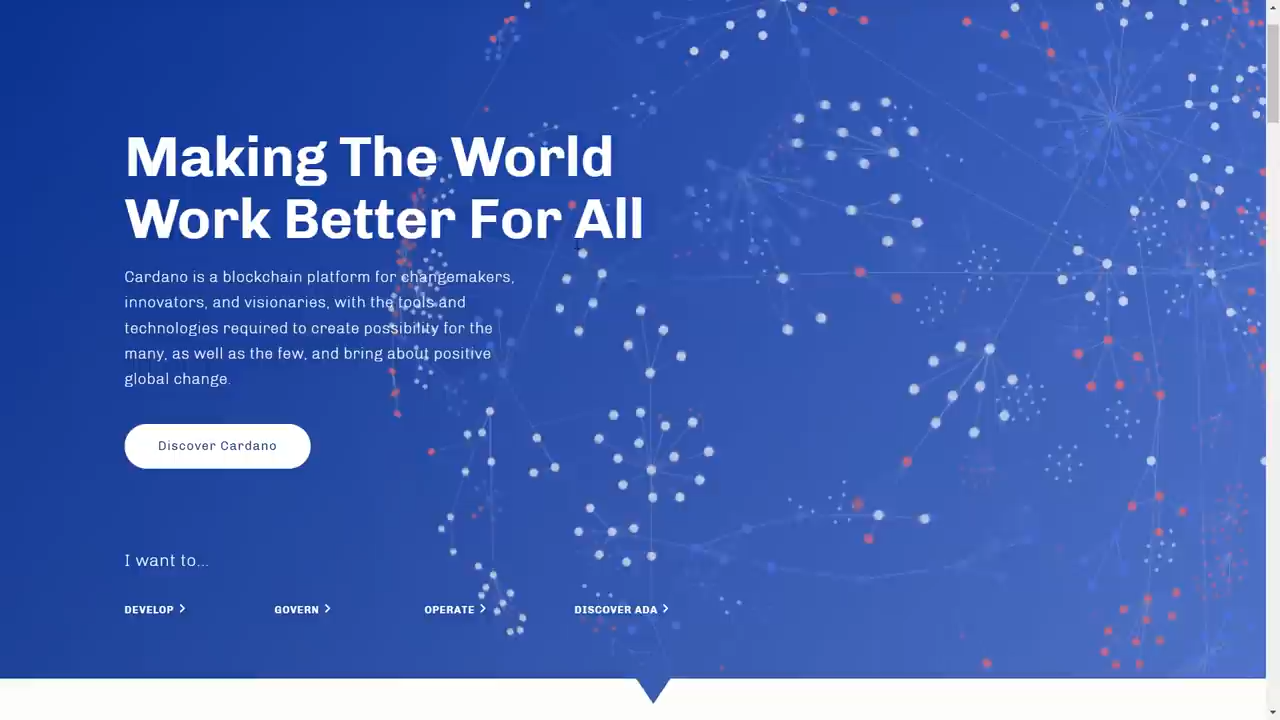 Making The World
Work Better For All
Cardano is a blockchain platform for changemakers,
innovators, and visionaries, with the tools and
technologies required to create possibility for the
many, as well as the few, and bring about positive
global change.
Discover Cardano
I want to...
DEVELOP GOVERN OPERATE DISCOVER ADA